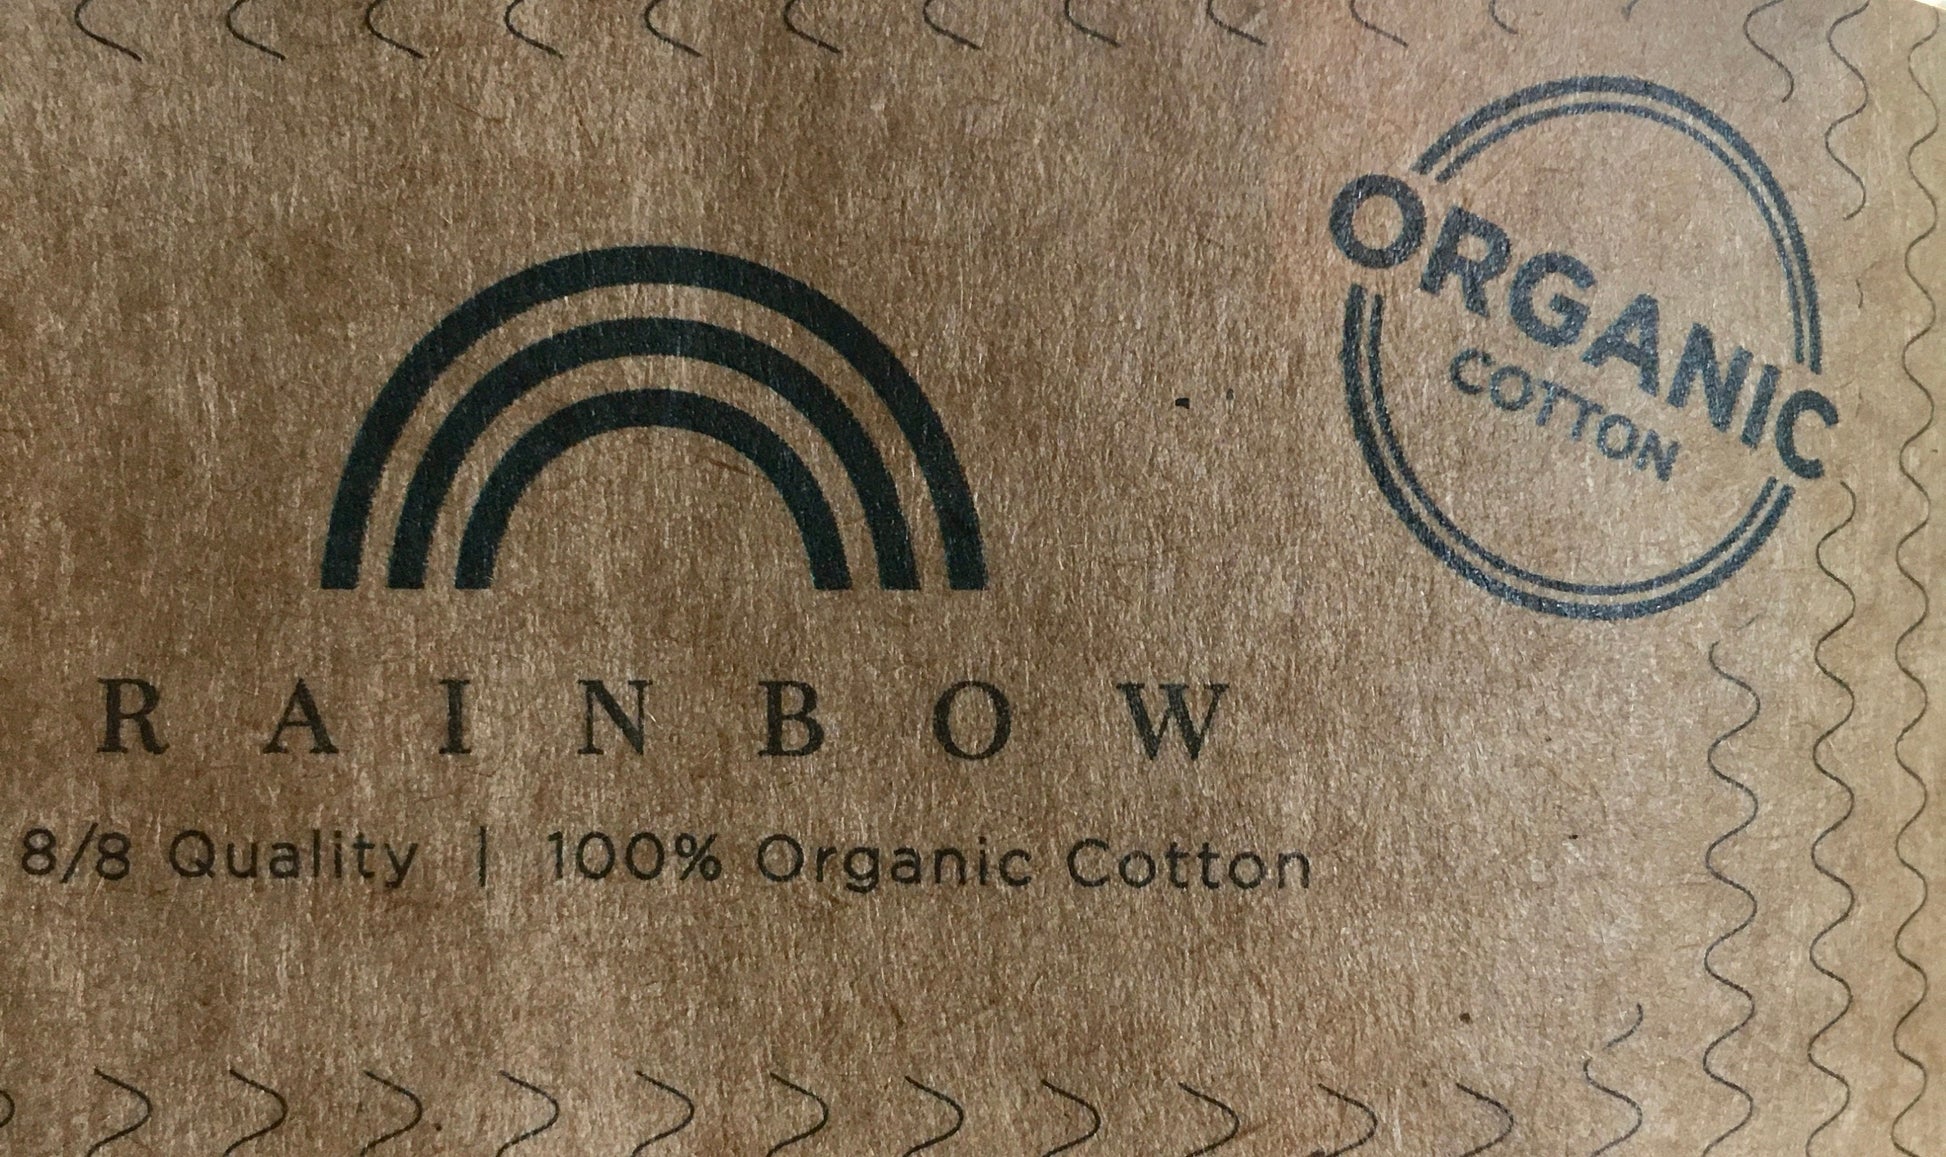 ORGANIC
COTTON
RAINBOW
8/8 Quality | 100% Organic Cotton